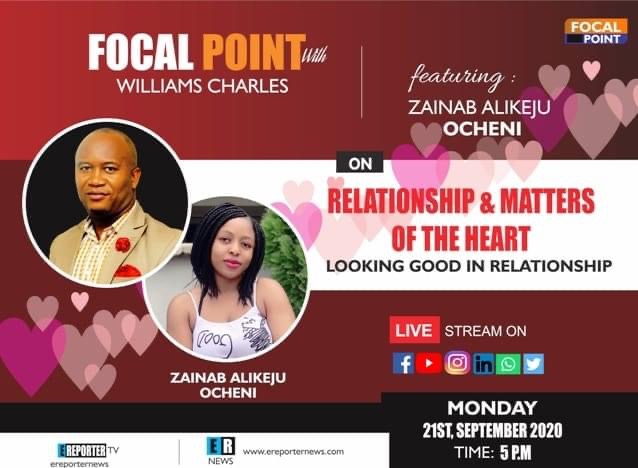 FOCAL POINT With
WILLIAMS CHARLES
FOCAL
POINT
featuring :
ZAINAB ALIKEJU
OCHENI
ON
RELATIONSHIP & MATTERS
OF THE HEART
LOOKING GOOD IN RELATIONSHIP
GOOD
ZAINAB ALIKEJU
OCHENI
LIVE STREAM ON
MONDAY
21ST, SEPTEMBER 2020
TIME: 5 P.M
EREPORTER TV
ereporternews
ER
NEWS
www.ereporternews.com